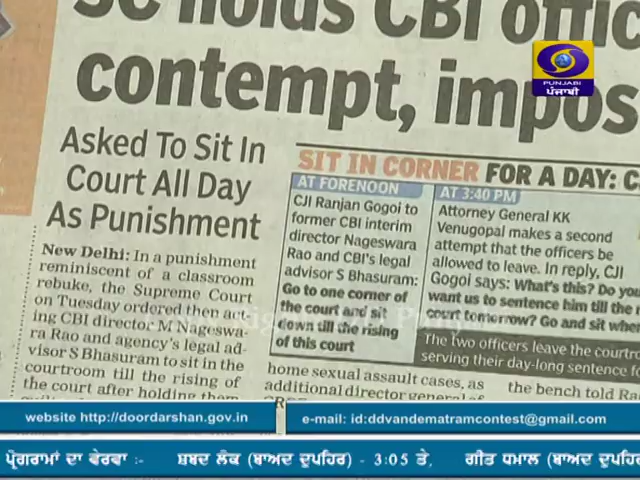 SC holds CBI offic
contempt, impos
PUNJABI
ਪੰਜਾਬੀ
Asked To Sit In
Court All Day
As Punishment
New Delhi: In a punishment
reminiscent of a classroom
rebuke, the Supreme Court
on Tuesday ordered then act-
ing CBI director M Nageswa-
ra Rao and agency's legal ad-
visor S Bhasuram to sit in the
courtroom till the rising of
the court after holding them
SIT IN CORNER FOR A DAY: C
AT FORENOON
CJI Ranjan Gogoi to
former CBI interim
director Nageswara
Rao and CBI's legal
advisor S Bhasuram:
Go to one corner of
the court and sit
down till the rising
of this court
AT 3:40 PM
Attorney General KK
Venugopal makes a second
attempt that the officers be
allowed to leave. In reply, CJI
Gogoi says: What's this? Do you
want us to sentence him till the r
court tomorrow? Go and sit whe
The two officers leave the courtr
serving their day-long sentence f
home sexual assault cases, as
additional director general of
the bench told Ra
website http://doordarshan.gov.in
e-mail: id:ddvandematramcontest@gmail.com
ਪ੍ਰੋਗਰਾਮਾਂ ਦਾ ਵੇਰਵਾ :- ਸ਼ਬਦ ਲੰਕ (ਬਾਅਦ ਦੁਪਹਿਰ) - 3:05 ਤੇ, ਗੀਤ ਧਮਾਲ (ਬਾਅਦ ਦੁਪਹਿਰ